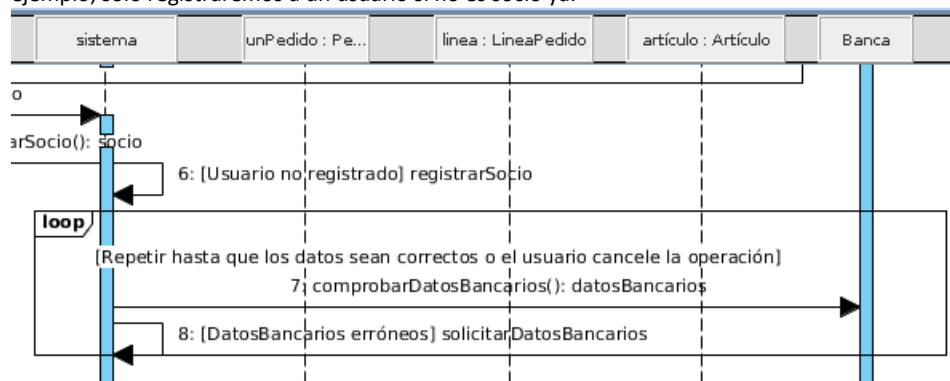 ejemplo, solo registraremos a un usuario si no es socio ya.
sistema
unPedido : Pe...
linea : LineaPedido
artículo : Artículo
Banca
o
arSocio(): socio
6: [Usuario no registrado] registrarSocio
loop
[Repetir hasta que los datos sean correctos o el usuario cancele la operación]
7: comprobarDatosBancarios(): datosBancarios
8: [DatosBancarios erróneos] solicitarDatosBancarios